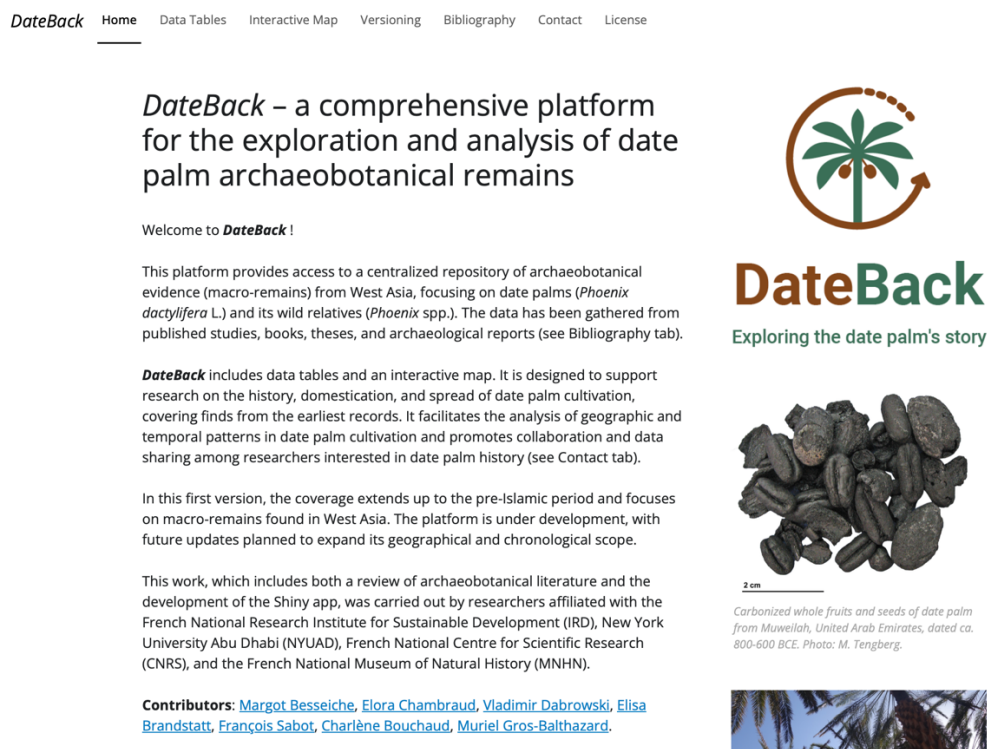 DateBack Home Data Tables Interactive Map Versioning Bibliography Contact License
DateBack – a comprehensive platform
for the exploration and analysis of date
palm archaeobotanical remains
Welcome to DateBack !
This platform provides access to a centralized repository of archaeobotanical
evidence (macro-remains) from West Asia, focusing on date palms (Phoenix
dactylifera L.) and its wild relatives (Phoenix spp.). The data has been gathered from
published studies, books, theses, and archaeological reports (see Bibliography tab).
DateBack includes data tables and an interactive map. It is designed to support
research on the history, domestication, and spread of date palm cultivation,
covering finds from the earliest records. It facilitates the analysis of geographic and
temporal patterns in date palm cultivation and promotes collaboration and data
sharing among researchers interested in date palm history (see Contact tab).
In this first version, the coverage extends up to the pre-Islamic period and focuses
on macro-remains found in West Asia. The platform is under development, with
future updates planned to expand its geographical and chronological scope.
This work, which includes both a review of archaeobotanical literature and the
development of the Shiny app, was carried out by researchers affiliated with the
French National Research Institute for Sustainable Development (IRD), New York
University Abu Dhabi (NYUAD), French National Centre for Scientific Research
(CNRS), and the French National Museum of Natural History (MNHN).
Contributors: Margot Besseiche, Elora Chambraud, Vladimir Dabrowski, Elisa
Brandstatt, François Sabot, Charlène Bouchaud, Muriel Gros-Balthazard.
DateBack
Exploring the date palm's story
2 cm
Carbonized whole fruits and seeds of date palm
from Muweilah, United Arab Emirates, dated ca.
800-600 BCE. Photo: M. Tengberg.